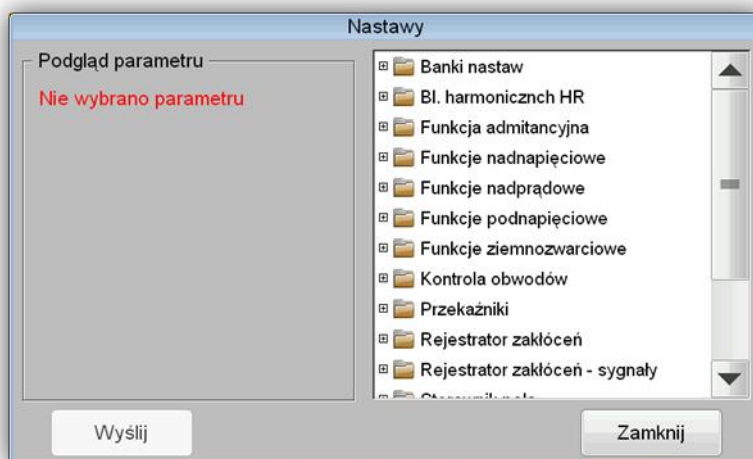 Nastawy
Podgląd parametru
Nie wybrano parametru
Banki nastaw
Bl. harmonicznch HR
Funkcja admitancyjna
Funkcje nadnapięciowe
Funkcje nadprądowe
Funkcje podnapięciowe
Funkcje ziemnozwarciowe
Kontrola obwodów
Przekaźniki
Rejestrator zakłóceń
Rejestrator zakłóceń - sygnały
Wyślij
Zamknij